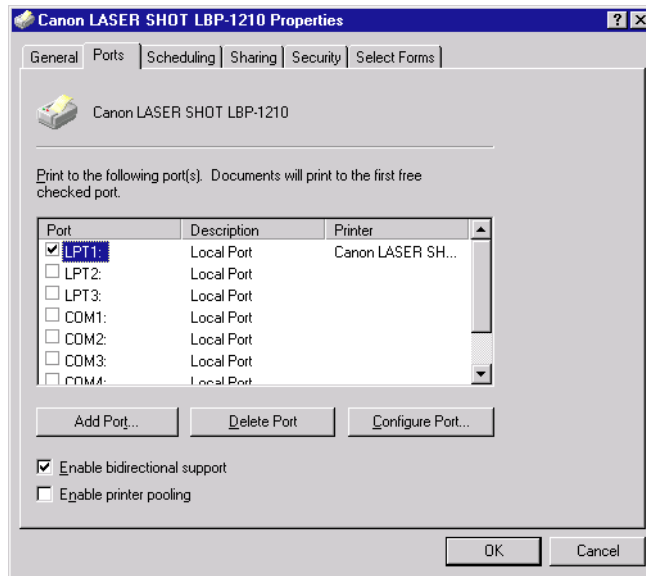 Canon LASER SHOT LBP-1210 Properties
General Ports Scheduling Sharing Security Select Forms
Canon LASER SHOT LBP-1210
Print to the following port(s). Documents will print to the first free
checked port.
Port Description Printer
LPT1: Local Port Canon LASER SH...
LPT2: Local Port
LPT3: Local Port
COM1: Local Port
COM2: Local Port
COM3: Local Port
COM4: Local Port
Add Port... Delete Port Configure Port...
Enable bidirectional support
Enable printer pooling
OK Cancel